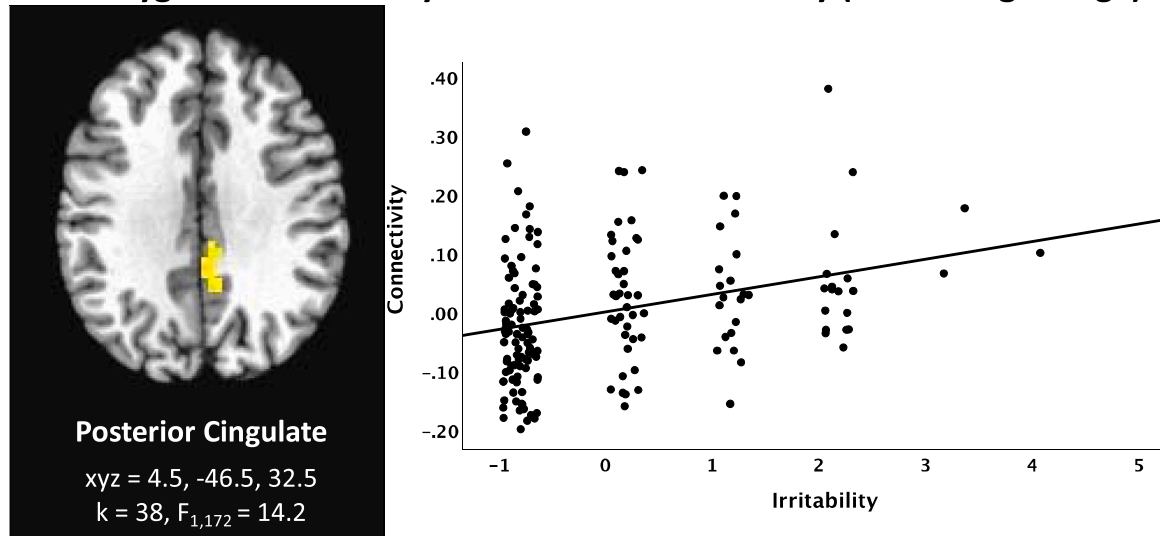 Posterior Cingulate
xyz = 4.5, -46.5, 32.5
k = 38, F1,172 = 14.2
Connectivity
.40
.30
.20
.10
.00
-.10
-.20
-1 0 1 2 3 4 5
Irritability